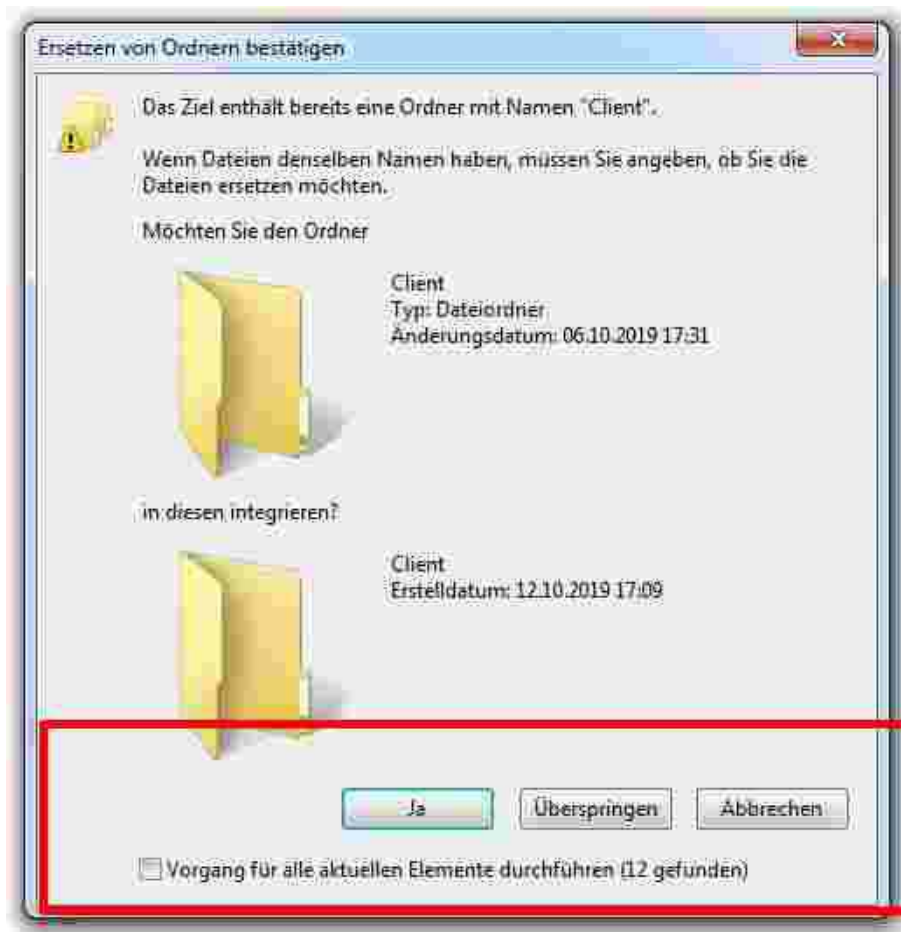 Ersetzen von Ordnern bestätigen
Das Ziel enthält bereits eine Ordner mit Namen "Client".
Wenn Dateien denselben Namen haben, müssen Sie angeben, ob Sie die
Dateien ersetzen möchten.
Möchten Sie den Ordner
Client
Typ: Dateiordner
Änderungsdatum: 06.10.2019 17:31
in diesen integrieren?
Client
Erstelldatum: 12.10.2019 17:09
Ja
Überspringen
Abbrechen
Vorgang für alle aktuellen Elemente durchführen (12 gefunden)